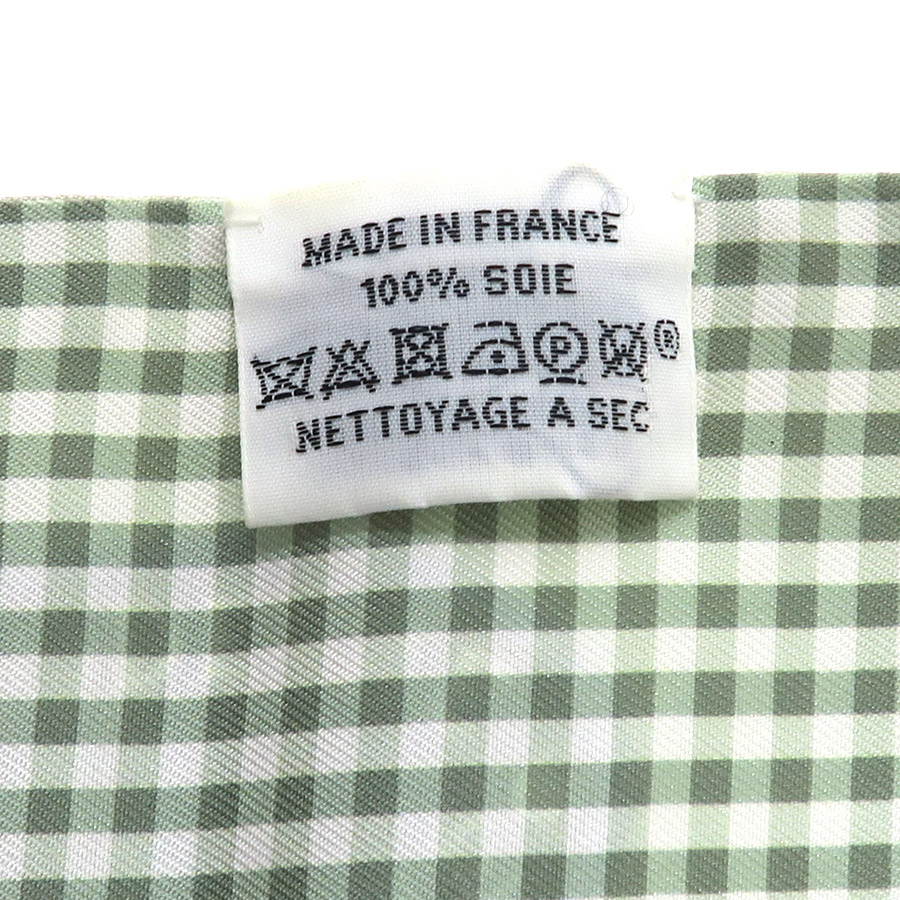 MADE IN FRANCE
100% SOIE
P ®
NETTOYAGE A SEC